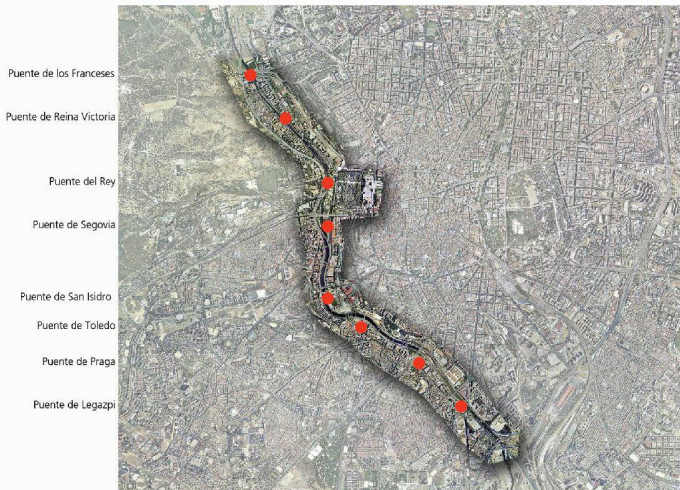 Puente de los Franceses
Puente de Reina Victoria
Puente del Rey
Puente de Segovia
Puente de San Isidro
Puente de Toledo
Puente de Praga
Puente de Legazpi